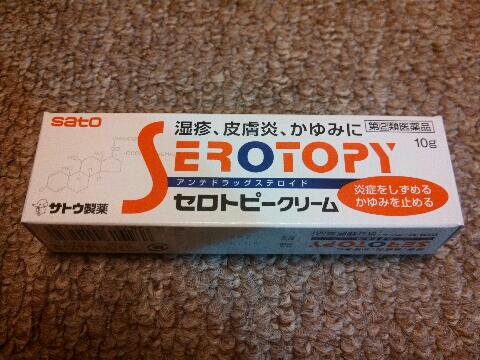 sato
湿疹、皮膚炎、かゆみに
第②類医薬品
10g
SEROTOPY
アンテドラッグステロイド
炎症をしずめる
かゆみを止める
サトウ製薬
セロトピークリーム
SEROTOPY